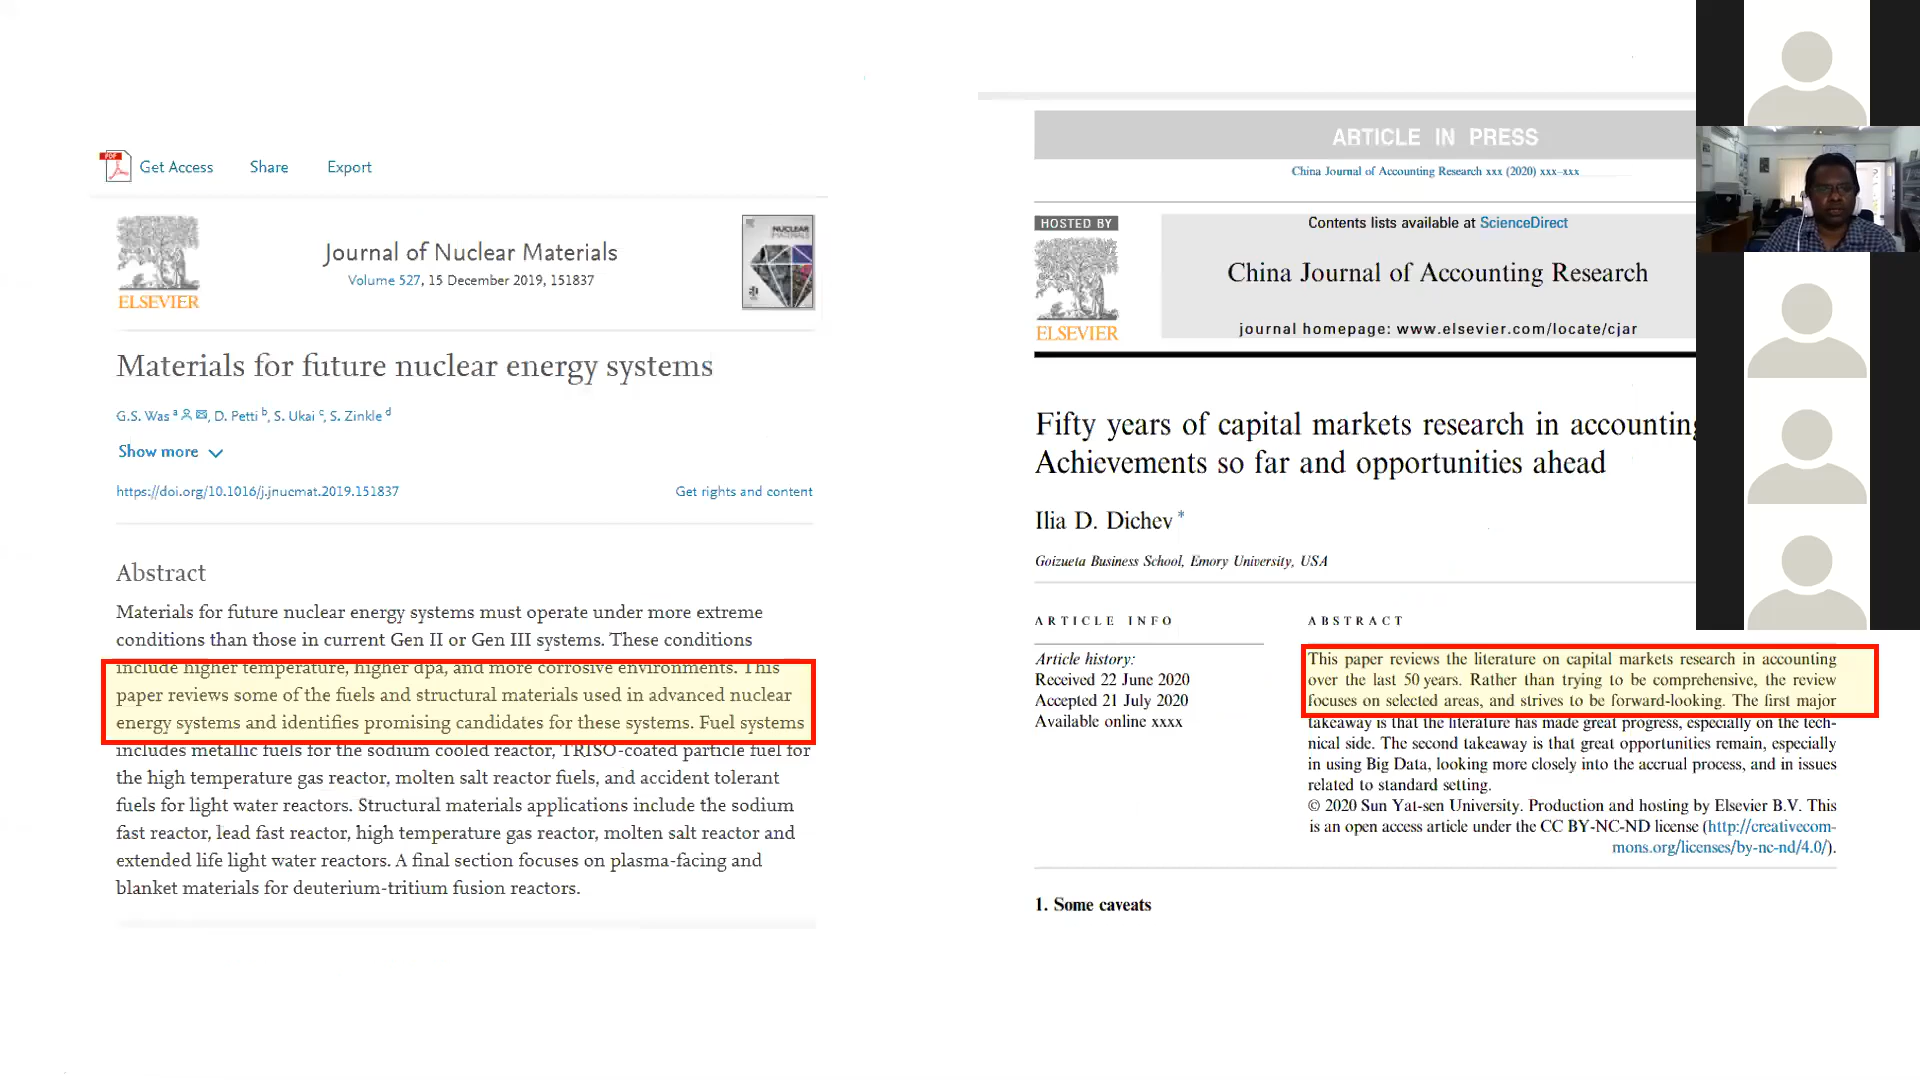 Get Access Share Export
ELSEVIER
Journal of Nuclear Materials
Volume 527, 15 December 2019, 151837
NUCLEAR
MATERIALS
Materials for future nuclear energy systems
G.S. Was a, D. Petti b, S. Ukai c, S. Zinkle d
Show more
https://doi.org/10.1016/j.jnucmat.2019.151837
Get rights and content
Abstract
Materials for future nuclear energy systems must operate under more extreme
conditions than those in current Gen II or Gen III systems. These conditions
include higher temperature, higher dpa, and more corrosive environments. This
paper reviews some of the fuels and structural materials used in advanced nuclear
energy systems and identifies promising candidates for these systems. Fuel systems
includes metallic fuels for the sodium cooled reactor, TRISO-coated particle fuel for
the high temperature gas reactor, molten salt reactor fuels, and accident tolerant
fuels for light water reactors. Structural materials applications include the sodium
fast reactor, lead fast reactor, high temperature gas reactor, molten salt reactor and
extended life light water reactors. A final section focuses on plasma-facing and
blanket materials for deuterium-tritium fusion reactors.
ARTICLE IN PRESS
China Journal of Accounting Research xxx (2020) xxx–xxx
HOSTED BY
ELSEVIER
Contents lists available at ScienceDirect
China Journal of Accounting Research
journal homepage: www.elsevier.com/locate/cjar
Fifty years of capital markets research in accounting
Achievements so far and opportunities ahead
Ilia D. Dichev *
Goizueta Business School, Emory University, USA
ARTICLE INFO
Article history:
Received 22 June 2020
Accepted 21 July 2020
Available online xxxx
ABSTRACT
This paper reviews the literature on capital markets research in accounting
over the last 50 years. Rather than trying to be comprehensive, the review
focuses on selected areas, and strives to be forward-looking. The first major
takeaway is that the literature has made great progress, especially on the tech-
nical side. The second takeaway is that great opportunities remain, especially
in using Big Data, looking more closely into the accrual process, and in issues
related to standard setting.
© 2020 Sun Yat-sen University. Production and hosting by Elsevier B.V. This
is an open access article under the CC BY-NC-ND license (http://creativecom-
mons.org/licenses/by-nc-nd/4.0/).
1. Some caveats